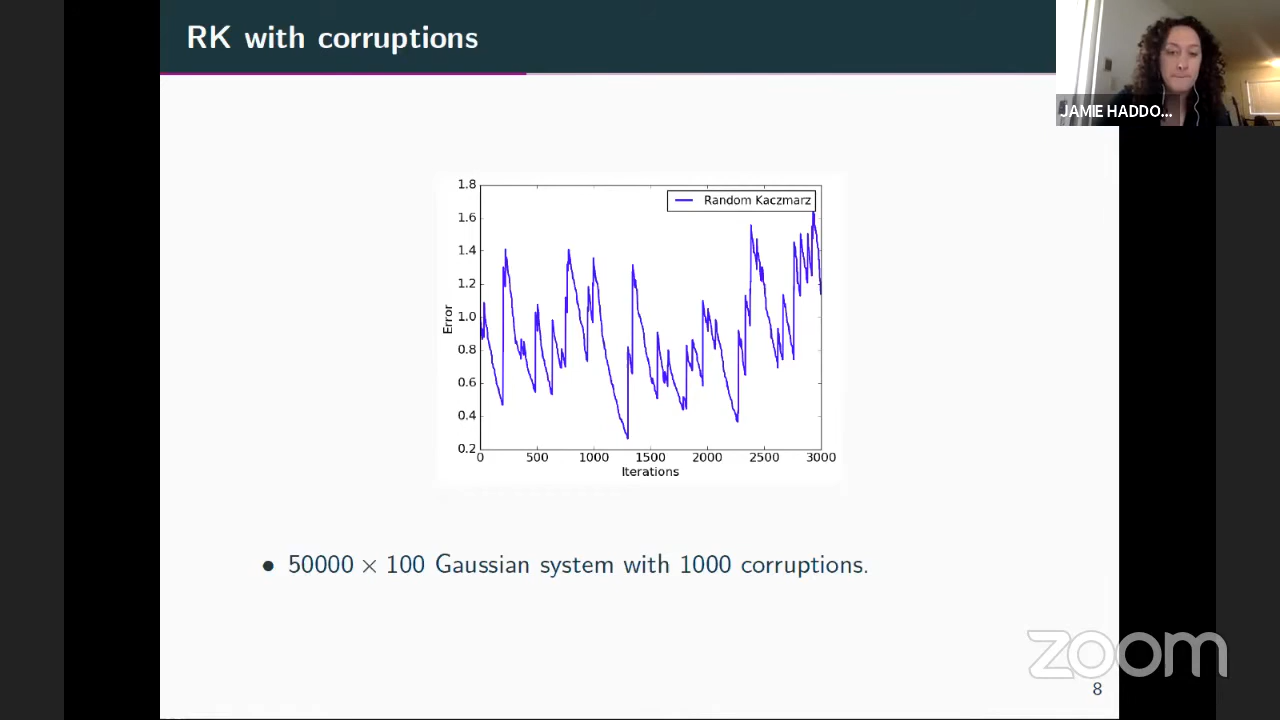 RK with corruptions
JAMIE HADDO...
1.8
1.6
1.4
1.2
1.0
0.8
0.6
0.4
0.2
Error
Random Kaczmarz
0 500 1000 1500 2000 2500 3000
Iterations
• 50000 × 100 Gaussian system with 1000 corruptions.
zoom
8